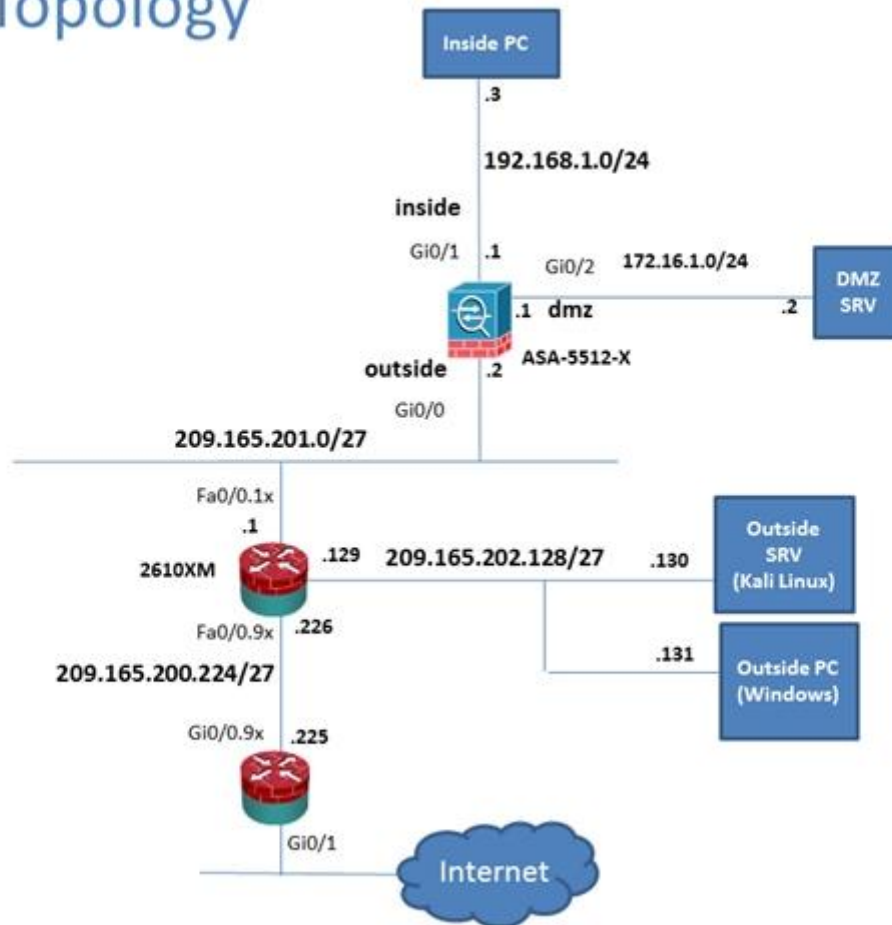 Topology
Inside PC
.3
192.168.1.0/24
inside
Gi0/1 .1
Gi0/2 172.16.1.0/24
DMZ
SRV
.1 dmz .2
ASA-5512-X
outside .2
Gi0/0
209.165.201.0/27
Fa0/0.1x
.1
2610XM
.129 209.165.202.128/27 .130
Outside
SRV
(Kali Linux)
Fa0/0.9x .226
209.165.200.224/27
.131
Outside PC
(Windows)
Gi0/0.9x .225
Gi0/1
Internet